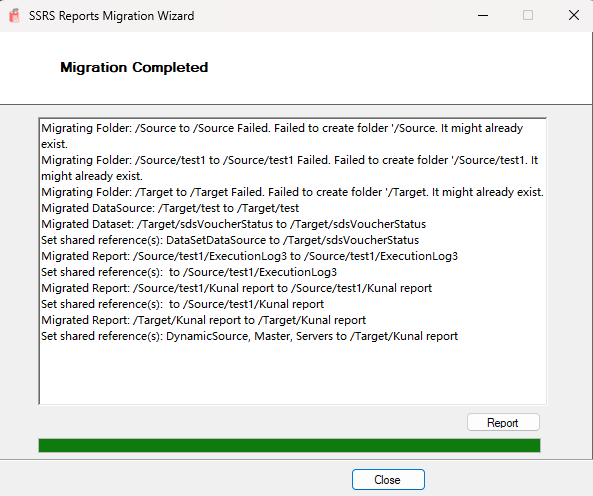 SSRS Reports Migration Wizard
Migration Completed
Migrating Folder: /Source to /Source Failed. Failed to create folder '/Source. It might already
exist.
Migrating Folder: /Source/test1 to /Source/test1 Failed. Failed to create folder '/Source/test1. It
might already exist.
Migrating Folder: /Target to /Target Failed. Failed to create folder '/Target. It might already exist.
Migrated DataSource: /Target/test to /Target/test
Migrated Dataset: /Target/sdsVoucherStatus to /Target/sdsVoucherStatus
Set shared reference(s): DataSetDataSource to /Target/sdsVoucherStatus
Migrated Report: /Source/test1/ExecutionLog3 to /Source/test1/ExecutionLog3
Set shared reference(s):  to /Source/test1/ExecutionLog3
Migrated Report: /Source/test1/Kunal report to /Source/test1/Kunal report
Set shared reference(s):  to /Source/test1/Kunal report
Migrated Report: /Target/Kunal report to /Target/Kunal report
Set shared reference(s): DynamicSource, Master, Servers to /Target/Kunal report
Report
Close